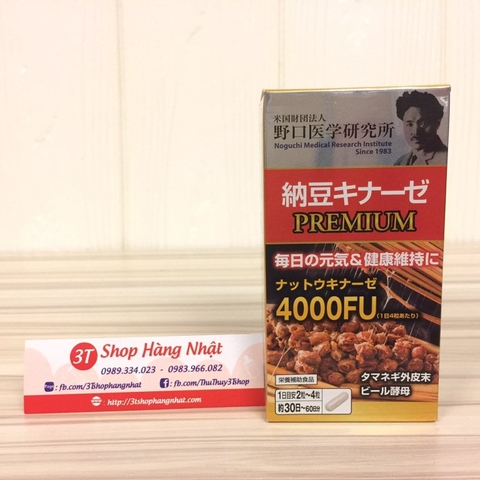 3T Shop Hàng Nhật
0989.334.023 - 0983.966.082
: fb.com/3Tshophangnhat
: fb.com/ThuThuy3Tshop
: http://3tshophangnhat.com
米国財団法人
野口医学研究所
Noguchi Medical Research Institute
Since 1983
納豆キナーゼ
PREMIUM
毎日の元気&健康維持に
ナットウキナーゼ
4000FU(1日4粒あたり)
タマネギ外皮末
ビール酵母
栄養補助食品
1日目安2粒~4粒
約30日~60日分